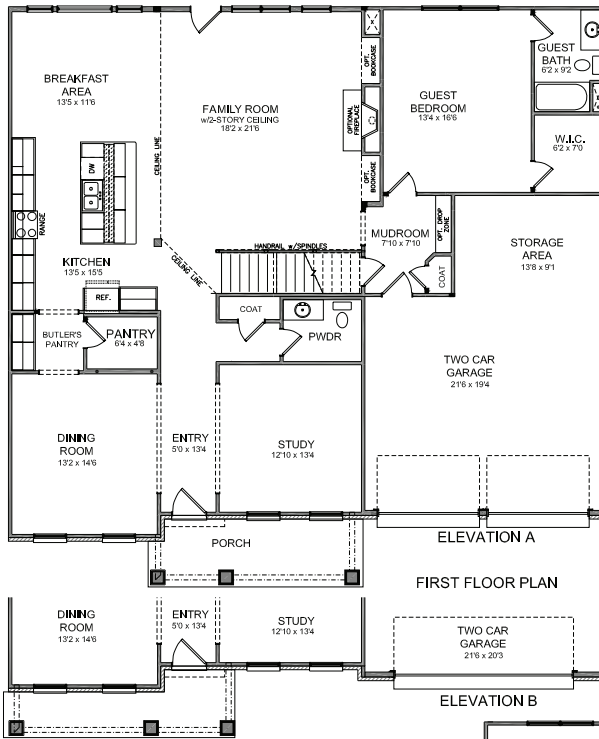 BREAKFAST
AREA
13'5 x 11'6
FAMILY ROOM
w/2-STORY CEILING
18'2 x 21'6
CEILING LINE
OPT.
BOOKCASE
OPTIONAL
FIREPLACE
OPT.
BOOKCASE
GUEST
BEDROOM
13'4 x 16'6
GUEST
BATH
6'2 x 9'2
W.I.C.
6'2 x 7'0
DW
RANGE
KITCHEN
13'5 x 15'5
REF.
CEILING LINE
HANDRAIL w/SPINDLES
MUDROOM
7'10 x 7'10
OPT. DROP
ZONE
COAT
STORAGE
AREA
13'8 x 9'1
BUTLER'S
PANTRY
PANTRY
6'4 x 4'8
COAT
PWDR
TWO CAR
GARAGE
21'6 x 19'4
DINING
ROOM
13'2 x 14'6
ENTRY
5'0 x 13'4
STUDY
12'10 x 13'4
PORCH
ELEVATION A
FIRST FLOOR PLAN
DINING
ROOM
13'2 x 14'6
ENTRY
5'0 x 13'4
STUDY
12'10 x 13'4
TWO CAR
GARAGE
21'6 x 20'3
ELEVATION B